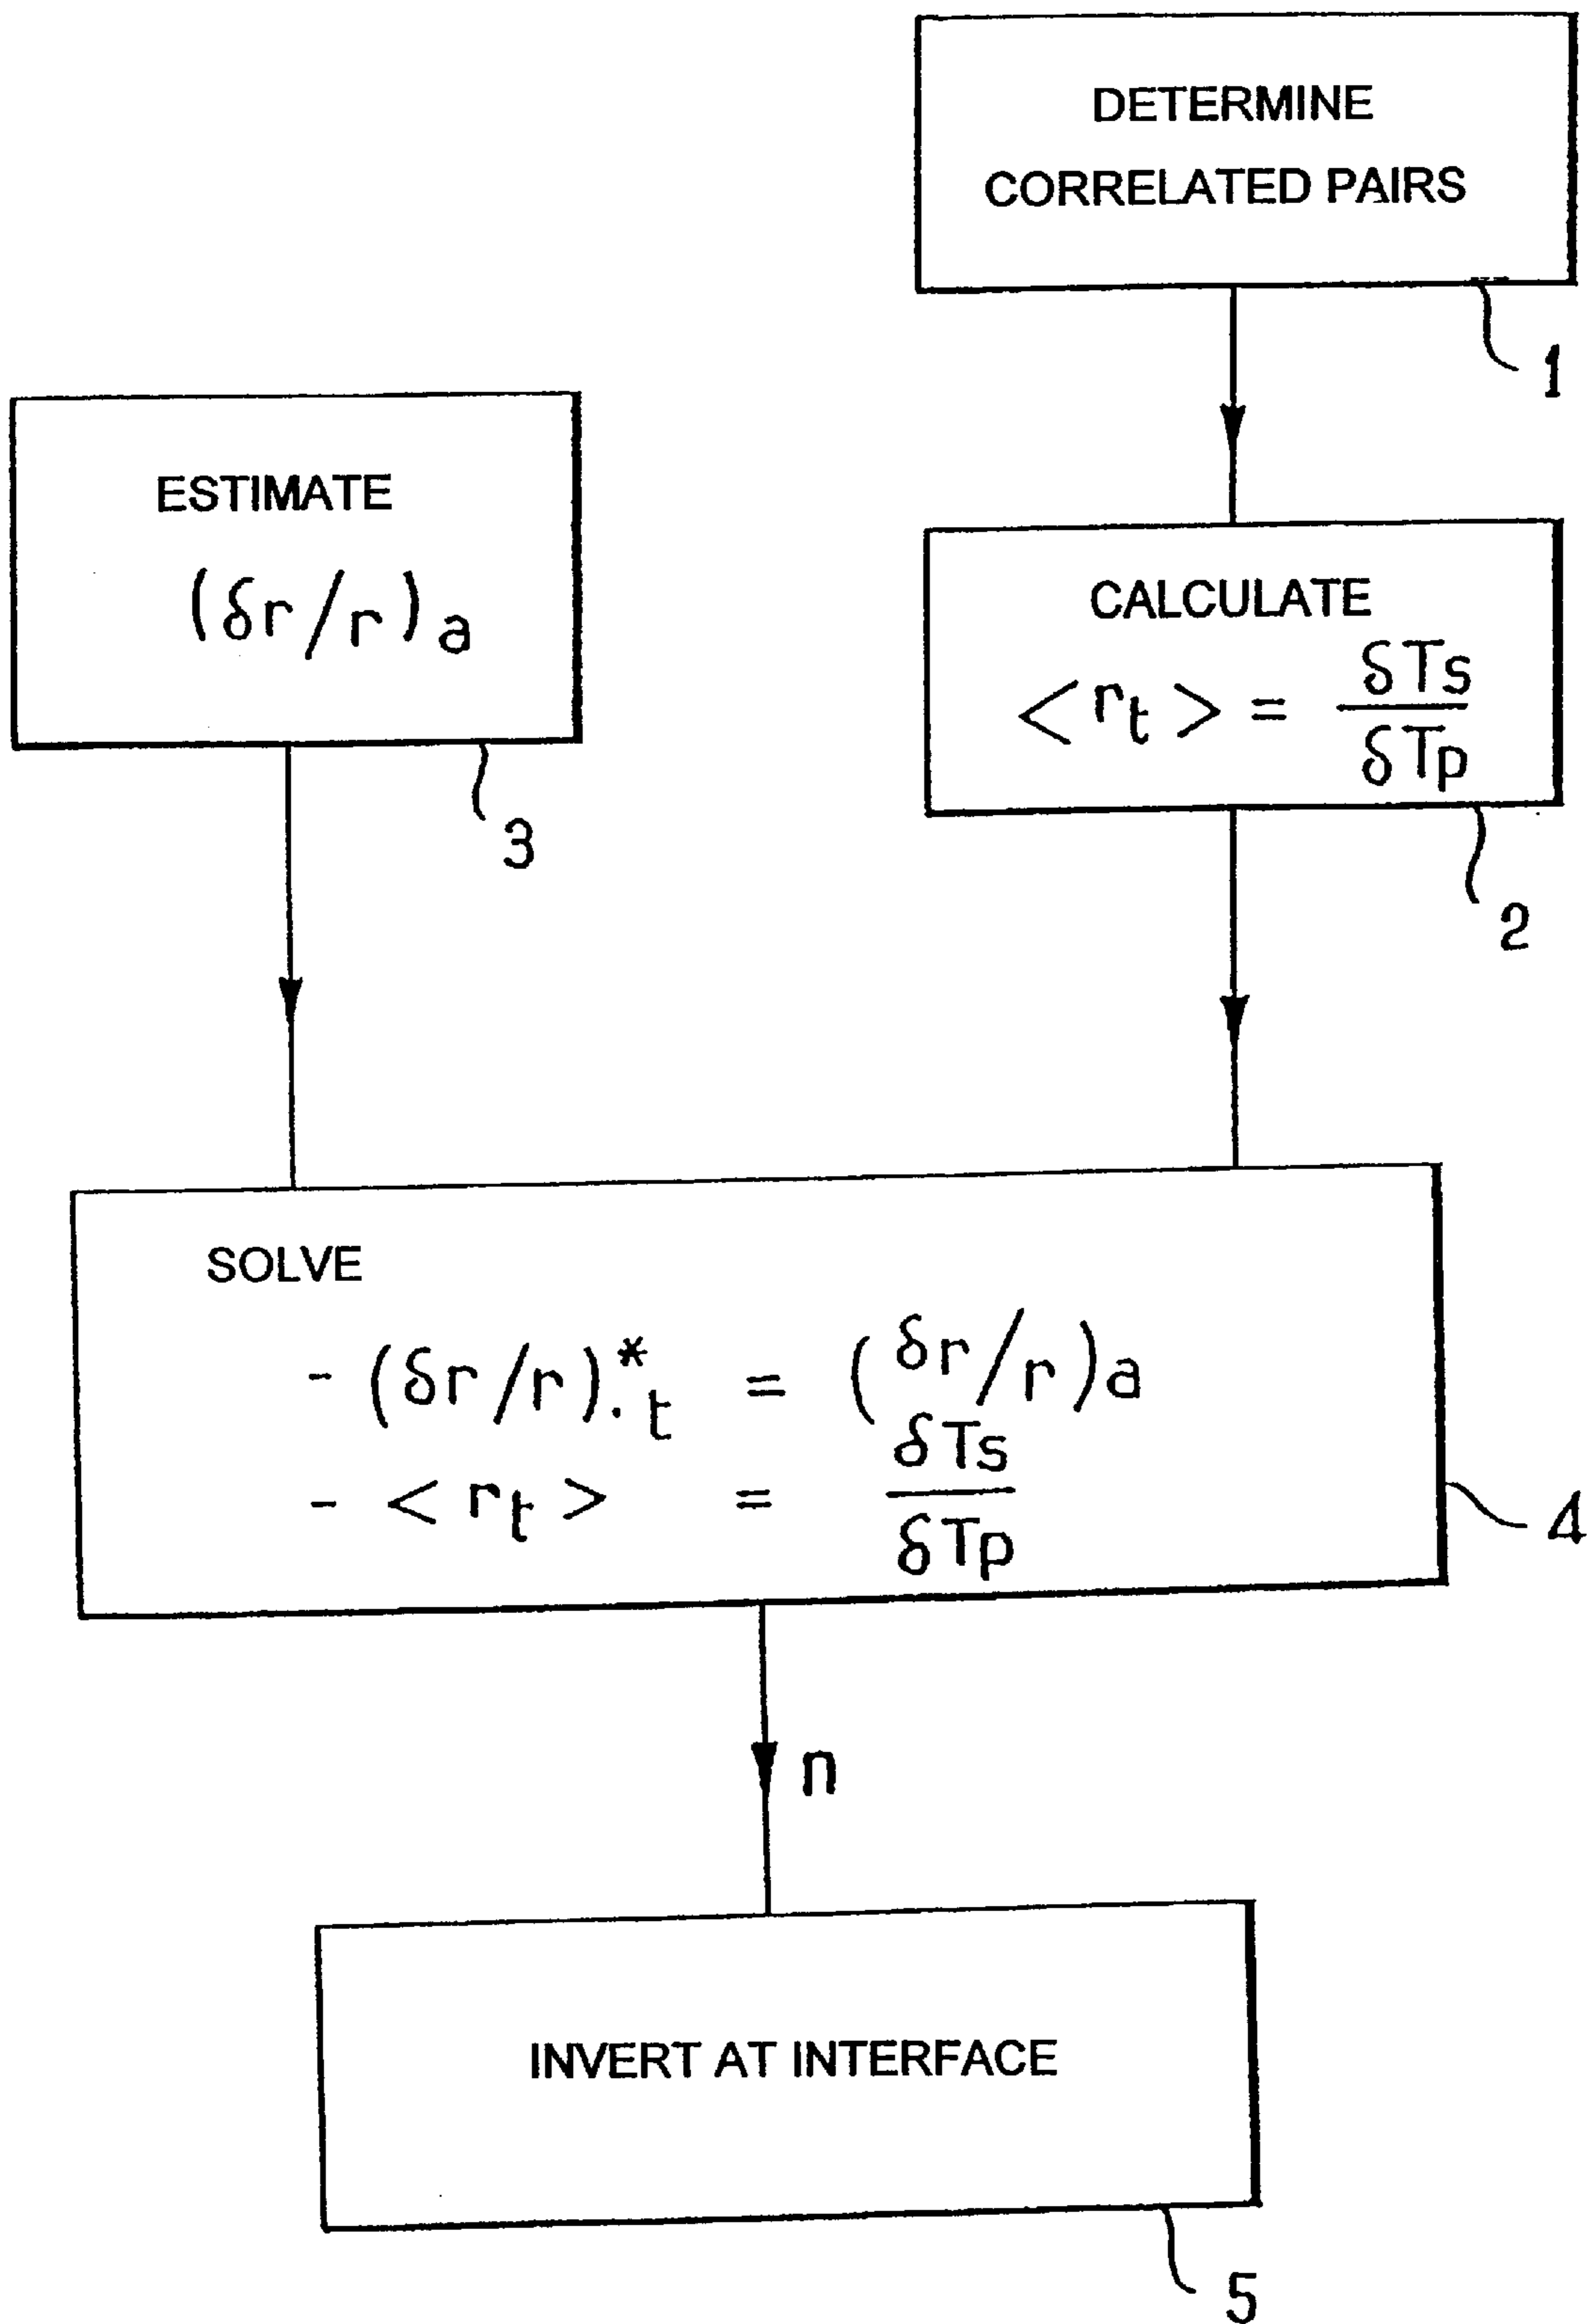 DETERMINE
CORRELATED PAIRS
1
ESTIMATE
(δr/r)a
3
CALCULATE
<rt> = δTs/δTp
2
SOLVE
- (δr/r).*t = (δr/r)a
- <rt> = δTs/δTp
4
n
INVERT AT INTERFACE
5